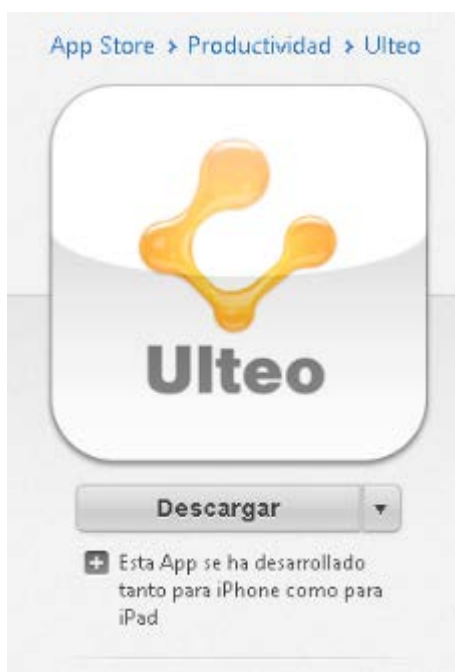 App Store > Productividad > Ulteo
Ulteo
Descargar
Esta App se ha desarrollado
tanto para iPhone como para
iPad